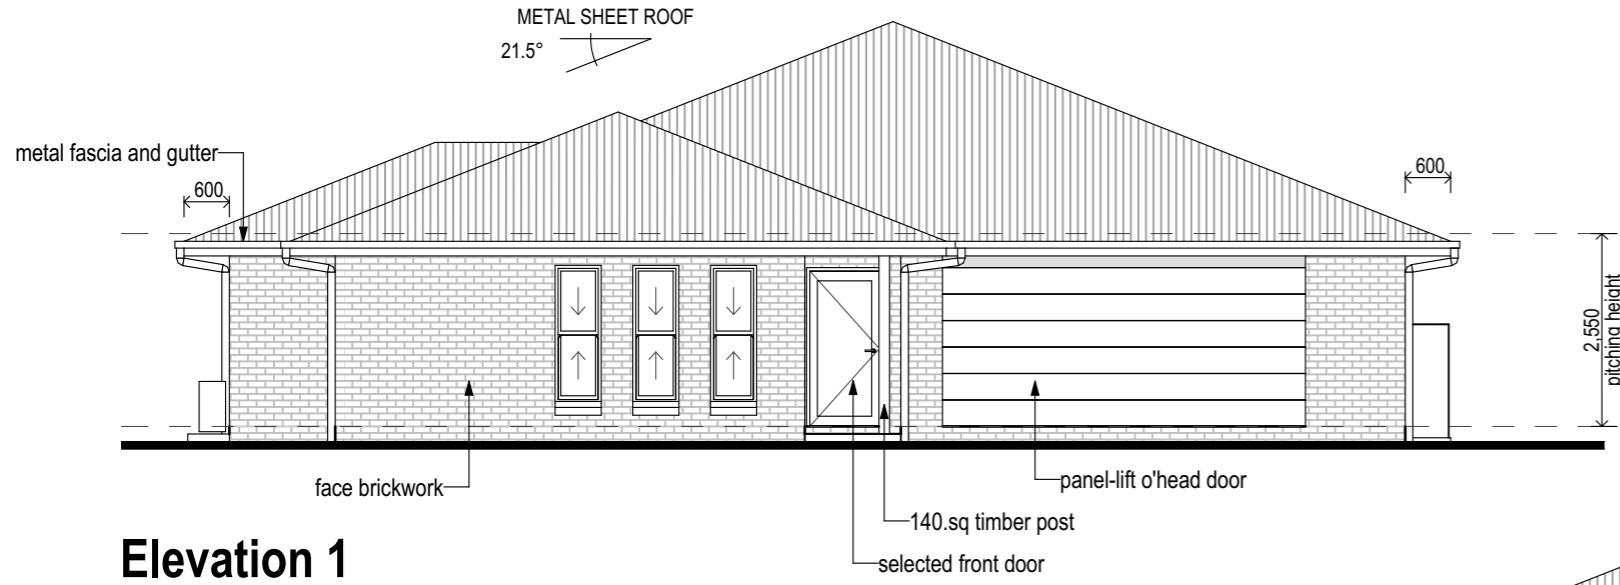 METAL SHEET ROOF
21.5°
metal fascia and gutter
600
600
2,550
pitching height
face brickwork
panel-lift o'head door
140.sq timber post
selected front door
Elevation 1